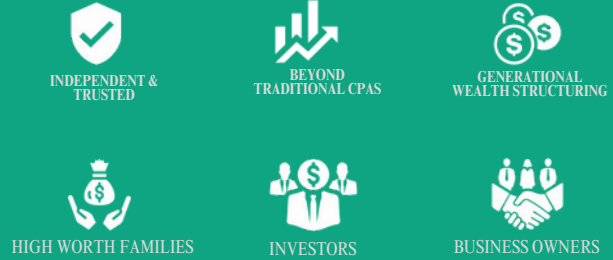 INDEPENDENT &
TRUSTED
BEYOND
TRADITIONAL CPAS
GENERATIONAL
WEALTH STRUCTURING
HIGH WORTH FAMILIES
INVESTORS
BUSINESS OWNERS